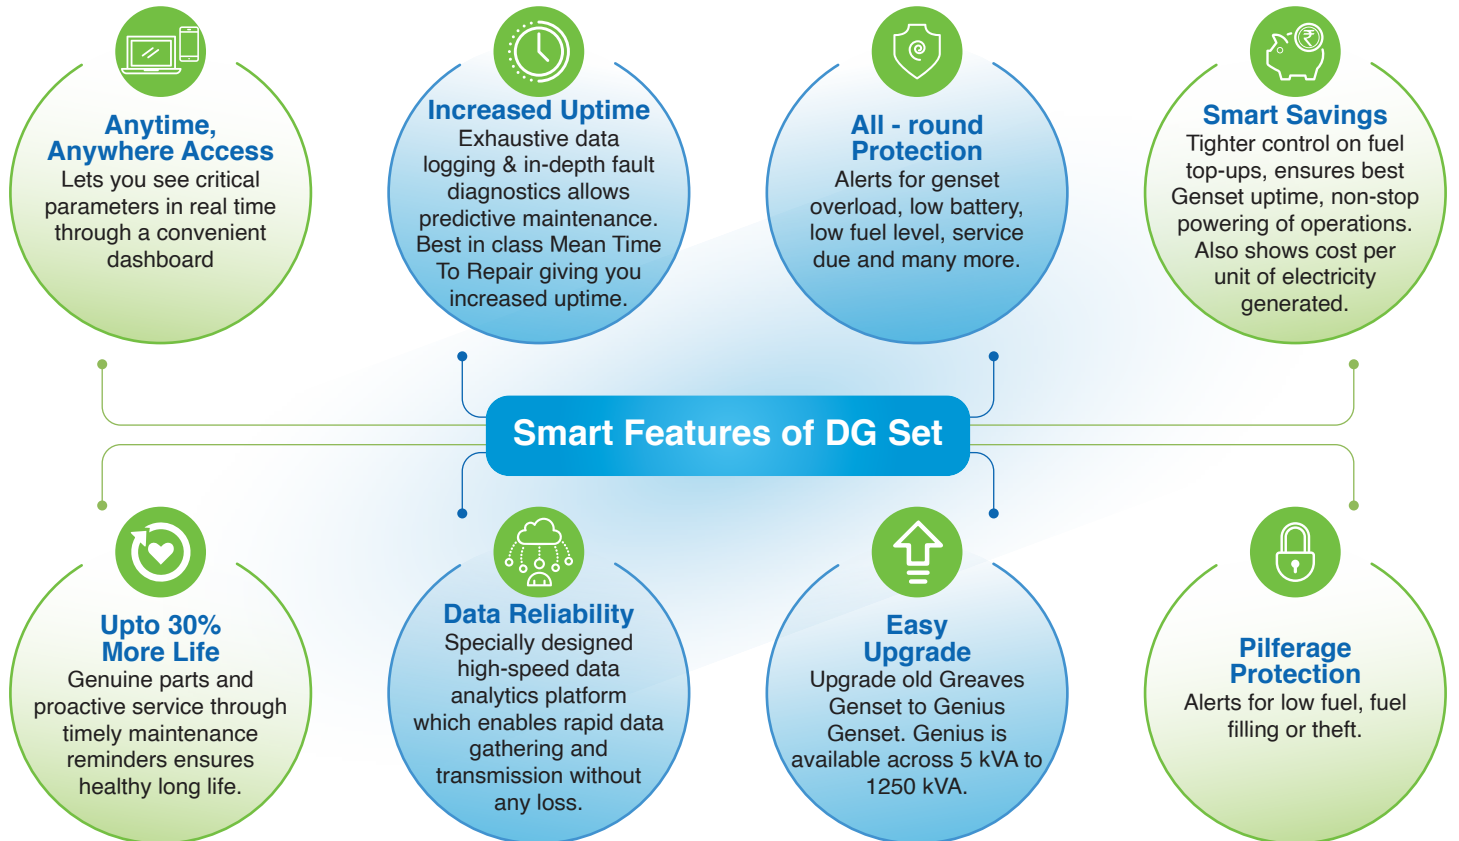 Anytime,
Anywhere Access
Lets you see critical
parameters in real time
through a convenient
dashboard
Increased Uptime
Exhaustive data
logging & in-depth fault
diagnostics allows
predictive maintenance.
Best in class Mean Time
To Repair giving you
increased uptime.
All - round
Protection
Alerts for genset
overload, low battery,
low fuel level, service
due and many more.
₹
Smart Savings
Tighter control on fuel
top-ups, ensures best
Genset uptime, non-stop
powering of operations.
Also shows cost per
unit of electricity
generated.
Smart Features of DG Set
Upto 30%
More Life
Genuine parts and
proactive service through
timely maintenance
reminders ensures
healthy long life.
Data Reliability
Specially designed
high-speed data
analytics platform
which enables rapid data
gathering and
transmission without
any loss.
Easy
Upgrade
Upgrade old Greaves
Genset to Genius
Genset. Genius is
available across 5 kVA to
1250 kVA.
Pilferage
Protection
Alerts for low fuel, fuel
filling or theft.